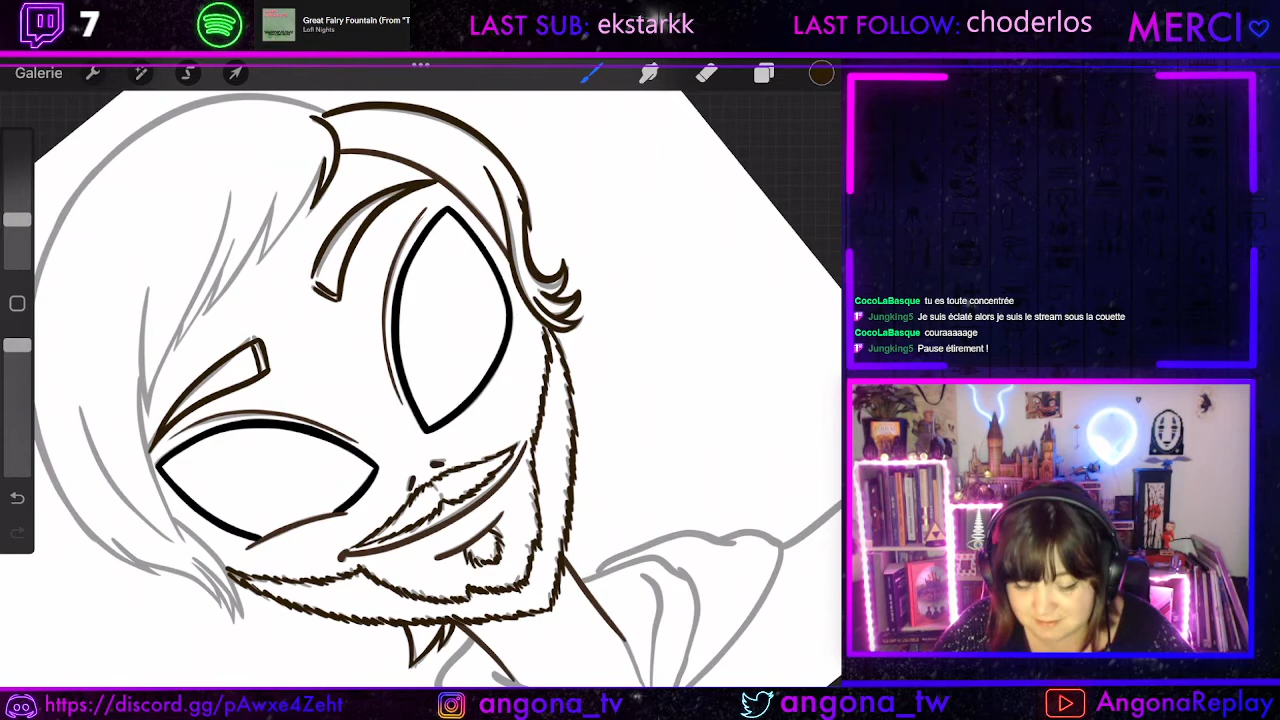 7
Great Fairy Fountain (From "T
Lofi Nights
LAST SUB: ekstarkk
LAST FOLLOW: choderlos
MERCI
Galerie
CocoLaBasque tu es toute concentrée
Jungking5 Je suis éclaté alors je suis le stream sous la couette
CocoLaBasque couraaaaage
Jungking5 Pause étirement !
https://discord.gg/pAwxe4Zeht
angona_tv
angona_tw
AngonaReplay